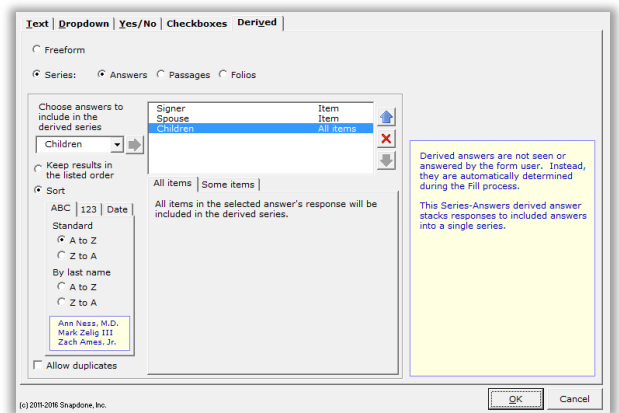 Text Dropdown Yes/No Checkboxes Derived
Freeform
Series: Answers Passages Folios
Choose answers to
include in the
derived series
Children
Keep results in
the listed order
Sort
ABC 123 Date
Standard
A to Z
Z to A
By last name
A to Z
Z to A
Ann Ness, M.D.
Mark Zelig III
Zach Ames, Jr.
Allow duplicates
Signer Item
Spouse Item
Children All items
All items Some items
All items in the selected answer's response will be
included in the derived series.
Derived answers are not seen or
answered by the form user. Instead,
they are automatically determined
during the Fill process.
This Series-Answers derived answer
stacks responses to included answers
into a single series.
(c) 2011-2016 Snapdone, Inc.
OK Cancel